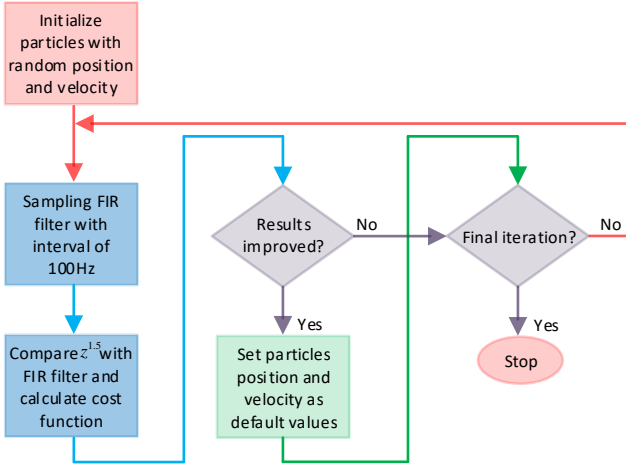 Initialize
particles with
random position
and velocity
Sampling FIR
filter with
interval of
100Hz
Compare z^1.5 with
FIR filter and
calculate cost
function
Results
improved?
No
Yes
Set particles
position and
velocity as
default values
Final iteration?
No
Yes
Stop